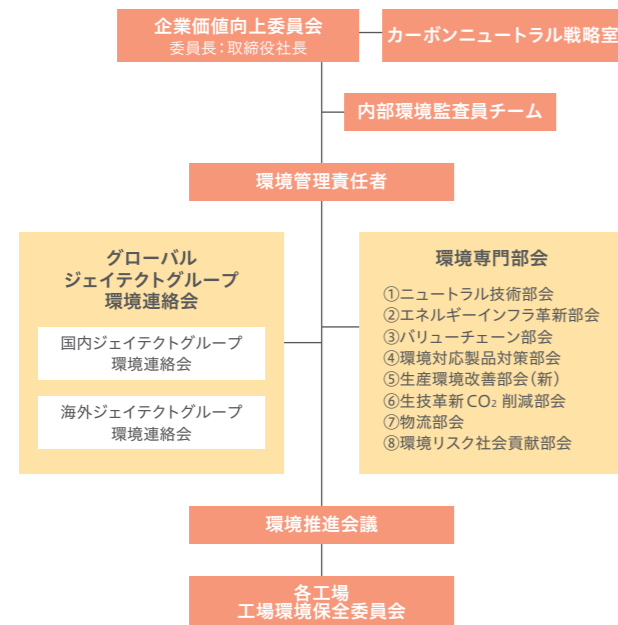 企業価値向上委員会
委員長：取締役社長
カーボンニュートラル戦略室
内部環境監査員チーム
環境管理責任者
グローバル
ジェイテクトグループ
環境連絡会
国内ジェイテクトグループ
環境連絡会
海外ジェイテクトグループ
環境連絡会
環境専門部会
①ニュートラル技術部会
②エネルギーインフラ革新部会
③バリューチェーン部会
④環境対応製品対策部会
⑤生産環境改善部会（新）
⑥生技革新CO₂ 削減部会
⑦物流部会
⑧環境リスク社会貢献部会
環境推進会議
各工場
工場環境保全委員会